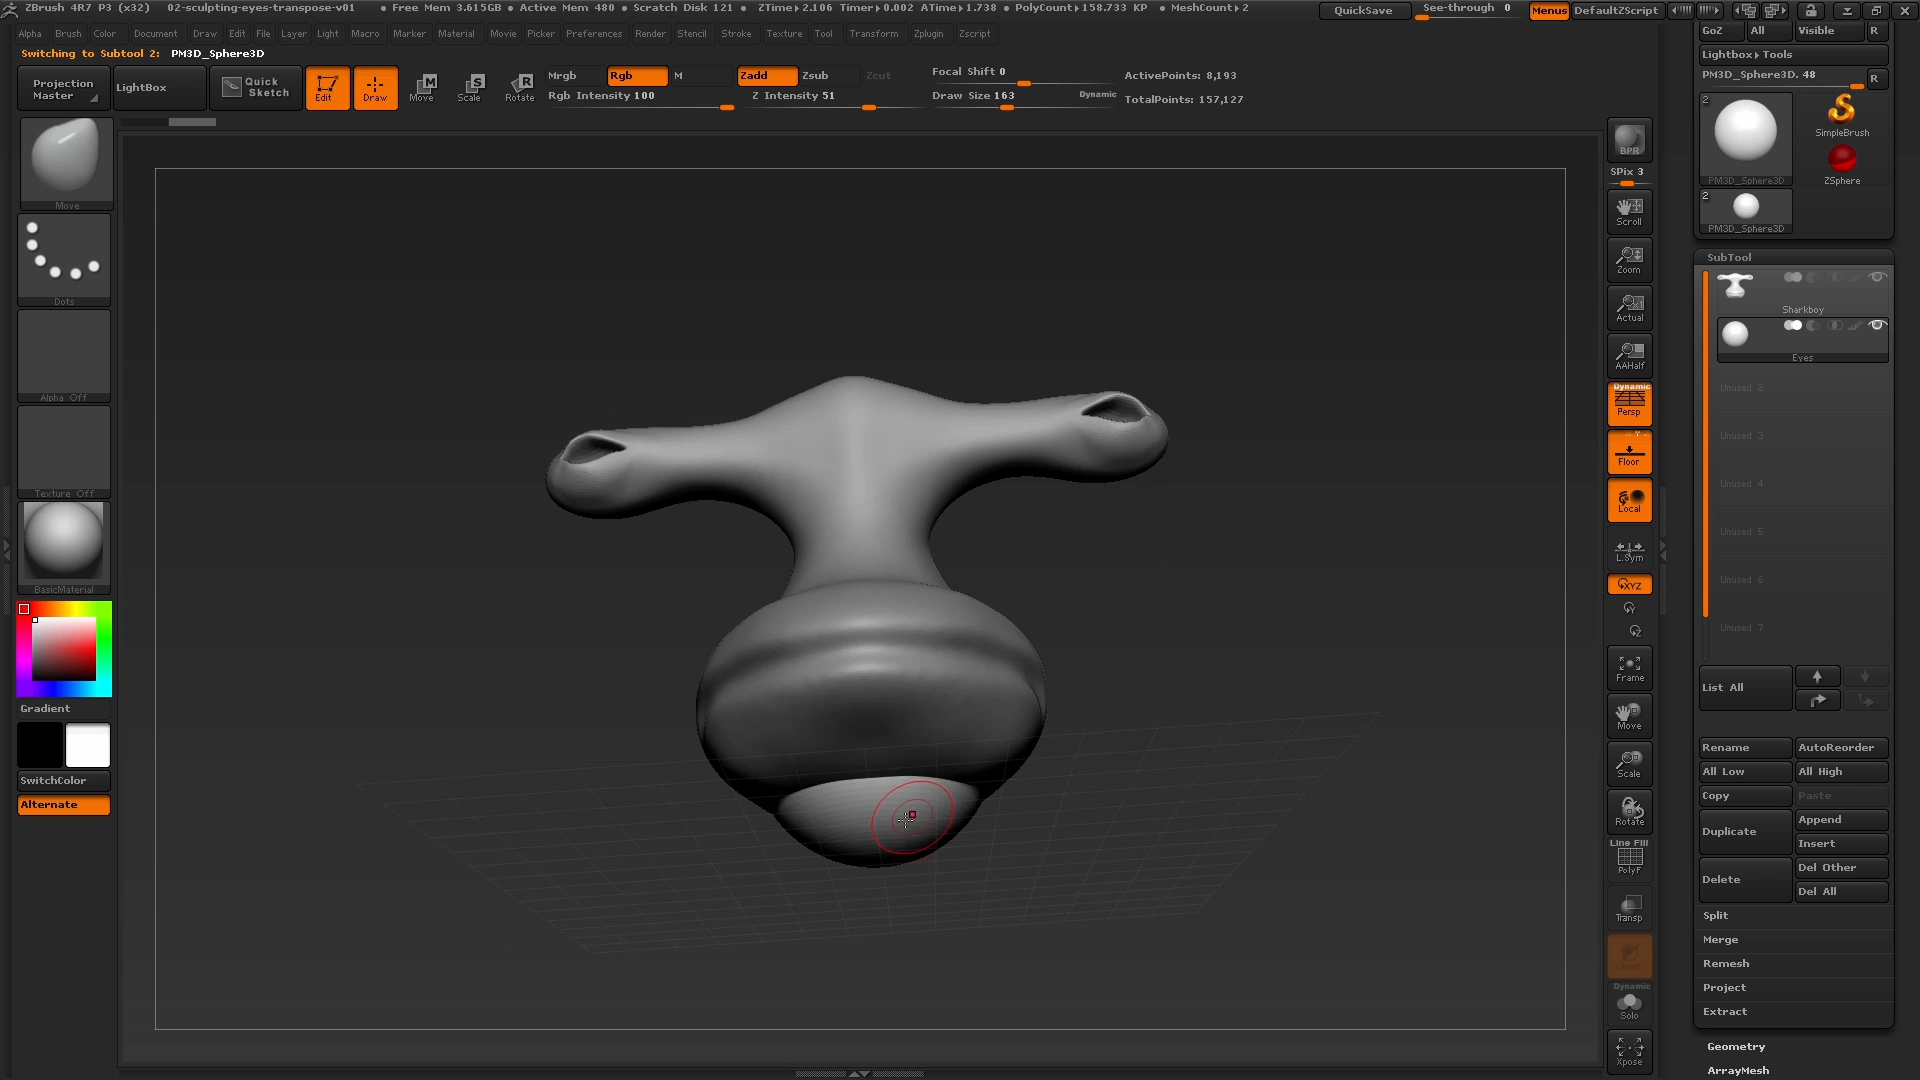 ZBrush 4R7 P3 (x32) 02-sculpting-eyes-transpose-v01 • Free Mem 3.615GB • Active Mem 480 • Scratch Disk 121 • ZTime▸2.106 Timer▸0.002 ATime▸1.738 • PolyCount▸158.733 KP • MeshCount▸2 QuickSave See-through 0 Menus DefaultZScript
Alpha Brush Color Document Draw Edit File Layer Light Macro Marker Material Movie Picker Preferences Render Stencil Stroke Texture Tool Transform Zplugin Zscript
Switching to Subtool 2: PM3D_Sphere3D
Projection Master
LightBox
Quick Sketch
Edit
Draw
Move
Scale
Rotate
Mrgb Rgb M
Rgb Intensity 100
Zadd Zsub Zcut
Z Intensity 51
Focal Shift 0
Draw Size 163 Dynamic
ActivePoints: 8,193
TotalPoints: 157,127
Move
Dots
Alpha Off
Texture Off
BasicMaterial
Gradient
SwitchColor
Alternate
BPR
SPix 3
Scroll
Zoom
Actual
AAHalf
Dynamic
Persp
Floor
Local
L.Sym
XYZ
Y
Z
Frame
Move
Scale
Rotate
Line Fill
PolyF
Transp
Ghost
Dynamic
Solo
Xpose
GoZ All Visible R
Lightbox▸Tools
PM3D_Sphere3D. 48 R
2
PM3D_Sphere3D
SimpleBrush
ZSphere
2
PM3D_Sphere3D
SubTool
Sharkboy
Eyes
Unused 2
Unused 3
Unused 4
Unused 5
Unused 6
Unused 7
List All
Rename AutoReorder
All Low All High
Copy Paste
Duplicate Append
Insert
Delete Del Other
Del All
Split
Merge
Remesh
Project
Extract
Geometry
ArrayMesh